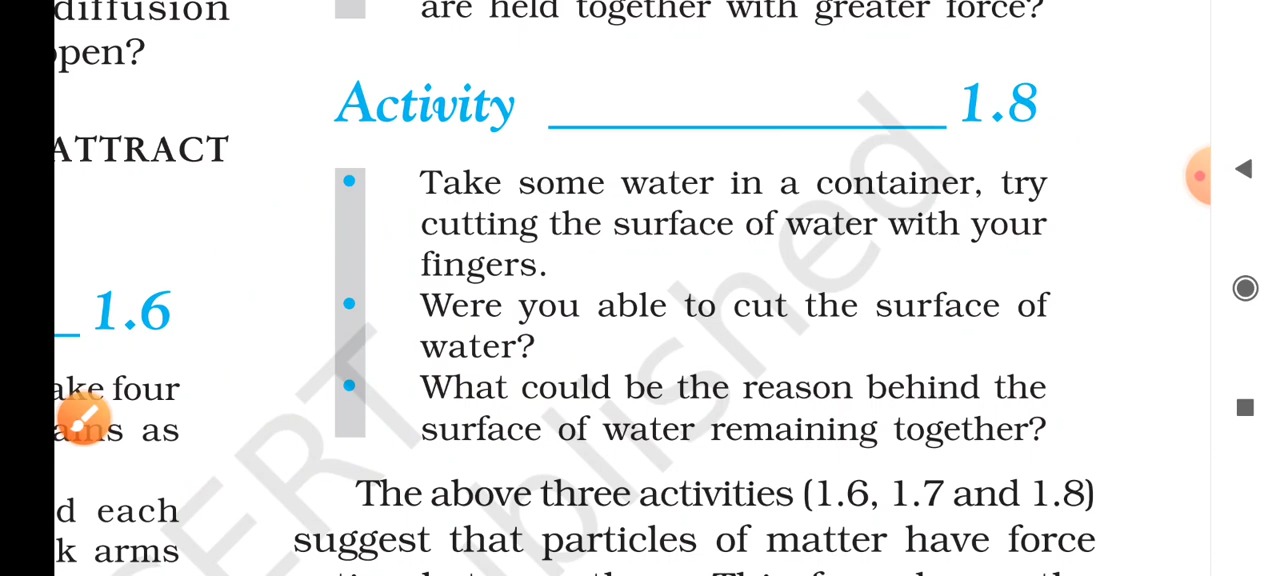 diffusion
ppen?
ATTRACT
1.6
ake four
ains as
d each
k arms
are held together with greater force?
Activity 1.8
• Take some water in a container, try
cutting the surface of water with your
fingers.
• Were you able to cut the surface of
water?
• What could be the reason behind the
surface of water remaining together?
The above three activities (1.6, 1.7 and 1.8)
suggest that particles of matter have force